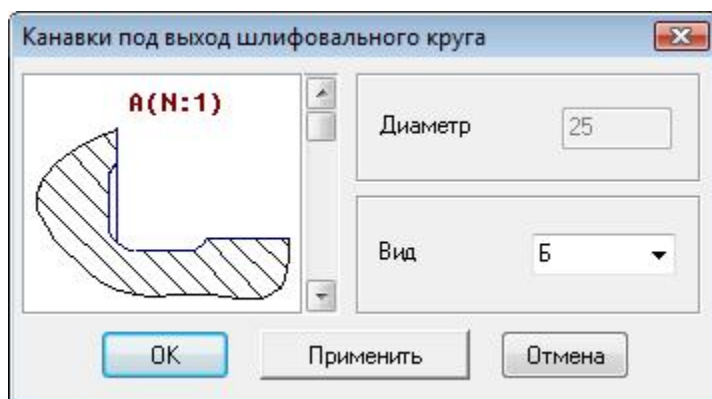 Канавки под выход шлифовального круга
A(N:1)
Диаметр
25
Вид
Б
OK
Применить
Отмена